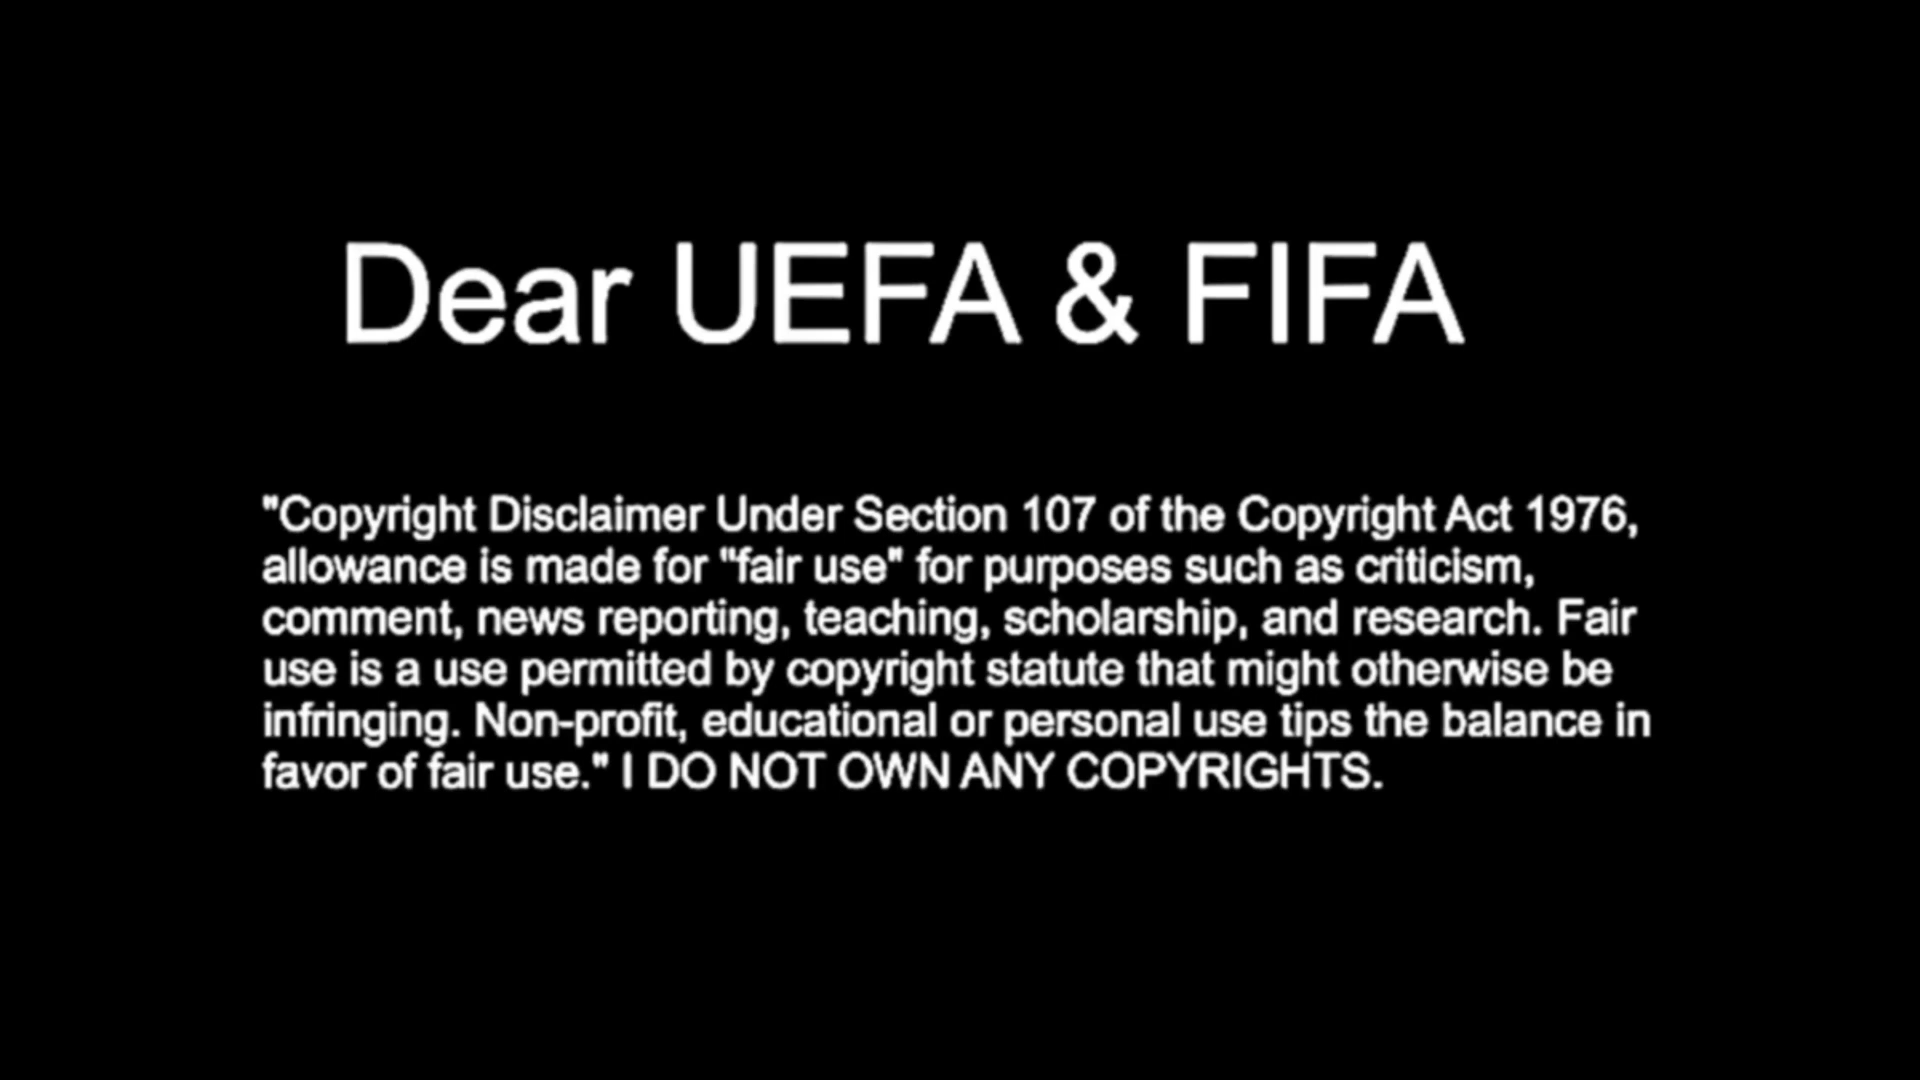 Dear UEFA & FIFA
"Copyright Disclaimer Under Section 107 of the Copyright Act 1976,
allowance is made for "fair use" for purposes such as criticism,
comment, news reporting, teaching, scholarship, and research. Fair
use is a use permitted by copyright statute that might otherwise be
infringing. Non-profit, educational or personal use tips the balance in
favor of fair use." I DO NOT OWN ANY COPYRIGHTS.